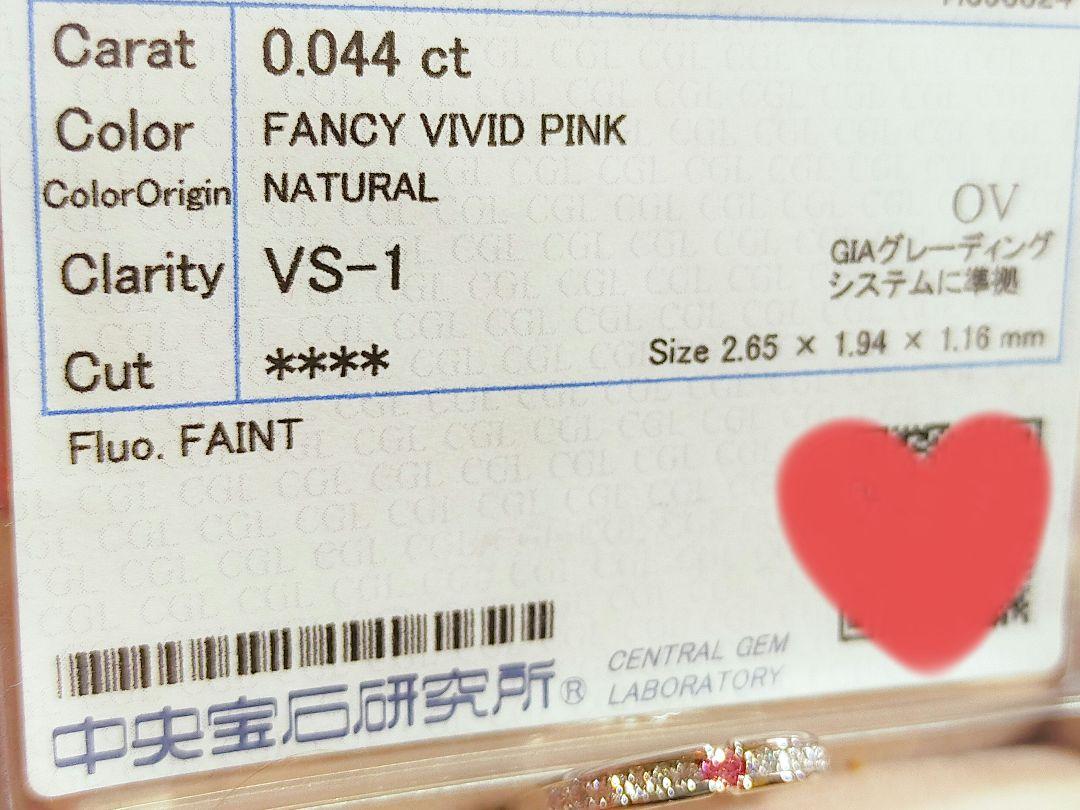 Carat 0.044 ct
Color FANCY VIVID PINK
ColorOrigin NATURAL
OV
Clarity VS-1
GIAグレーディング
システムに準拠
Cut ****
Size 2.65 × 1.94 × 1.16 mm
Fluo. FAINT
中央宝石研究所®
CENTRAL GEM
LABORATORY